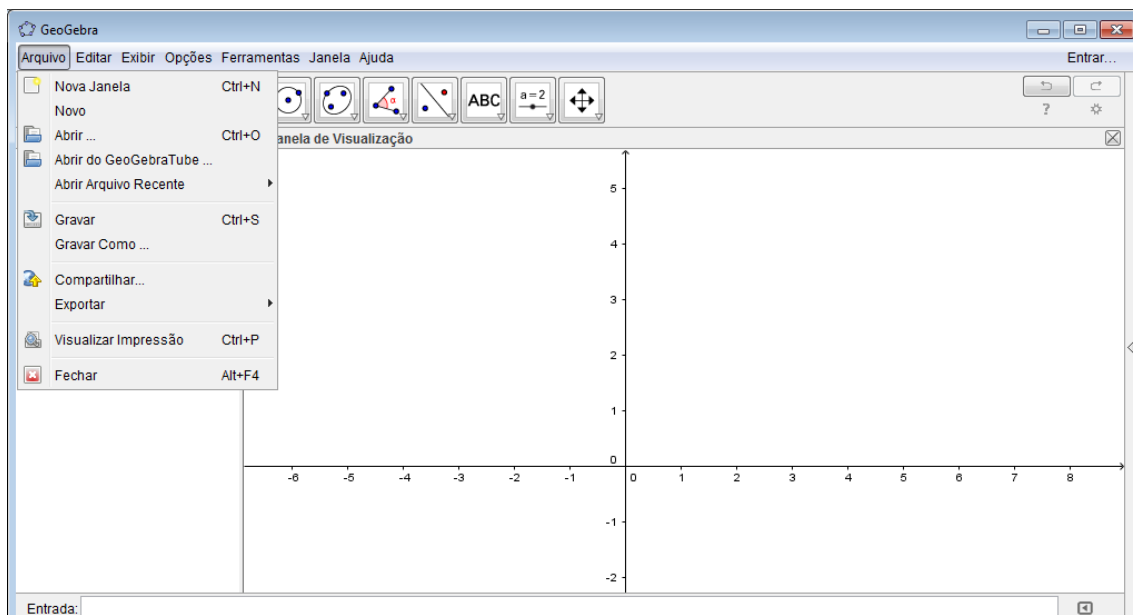 GeoGebra
Arquivo Editar Exibir Opções Ferramentas Janela Ajuda Entrar...
Nova Janela Ctrl+N
Novo
Abrir ... Ctrl+O
Abrir do GeoGebraTube ...
Abrir Arquivo Recente
Gravar Ctrl+S
Gravar Como ...
Compartilhar...
Exportar
Visualizar Impressão Ctrl+P
Fechar Alt+F4
α ABC a=2
?
de Visualização
5
4
3
2
1
0
-6 -5 -4 -3 -2 -1 0 1 2 3 4 5 6 7 8
-1
-2
Entrada: